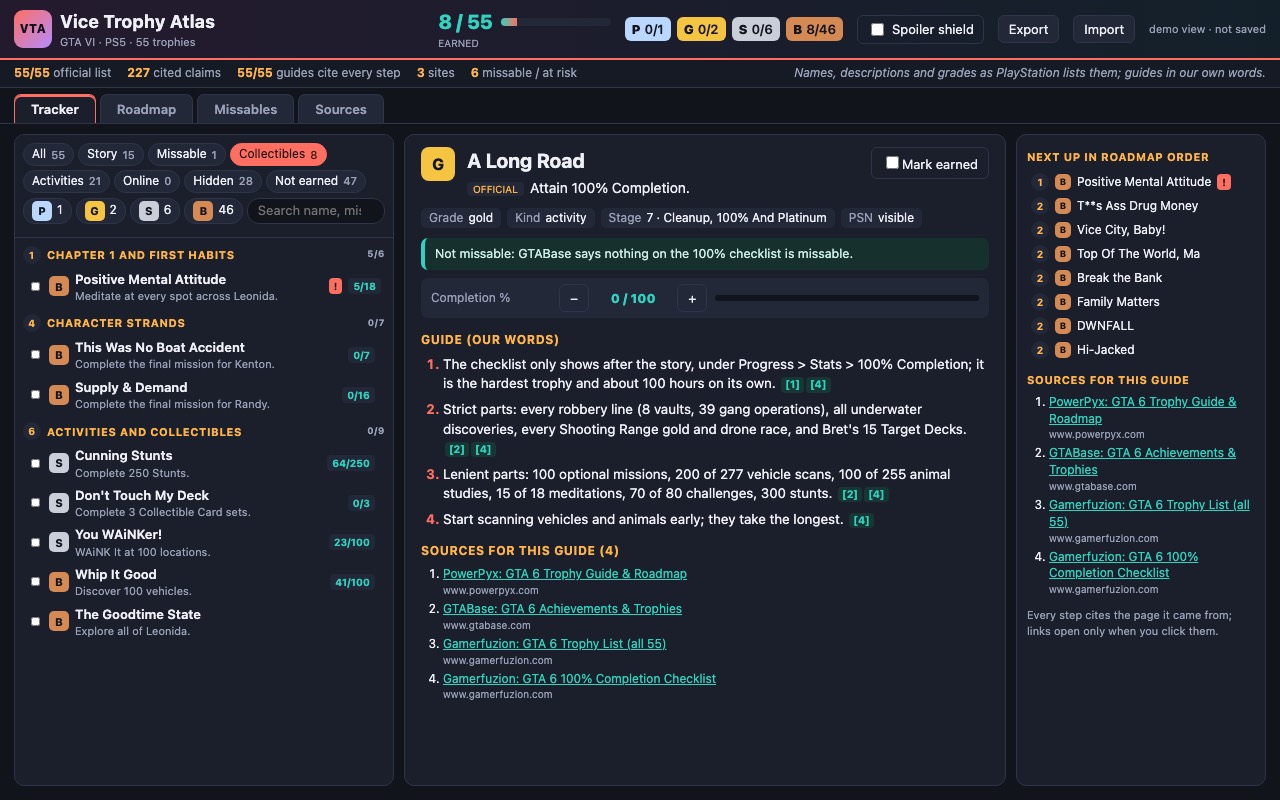 VTA
Vice Trophy Atlas
GTA VI · PS5 · 55 trophies
8 / 55
EARNED
P 0/1
G 0/2
S 0/6
B 8/46
Spoiler shield
Export
Import
demo view · not saved
55/55 official list
227 cited claims
55/55 guides cite every step
3 sites
6 missable / at risk
Names, descriptions and grades as PlayStation lists them; guides in our own words.
Tracker
Roadmap
Missables
Sources
All 55
Story 15
Missable 1
Collectibles 8
Activities 21
Online 0
Hidden 28
Not earned 47
P 1
G 2
S 6
B 46
Search name, mis
1 CHAPTER 1 AND FIRST HABITS 5/6
B Positive Mental Attitude ! 5/18
Meditate at every spot across Leonida.
4 CHARACTER STRANDS 0/7
B This Was No Boat Accident 0/7
Complete the final mission for Kenton.
B Supply & Demand 0/16
Complete the final mission for Randy.
6 ACTIVITIES AND COLLECTIBLES 0/9
S Cunning Stunts 64/250
Complete 250 Stunts.
S Don't Touch My Deck 0/3
Complete 3 Collectible Card sets.
S You WAiNKer! 23/100
WAiNK It at 100 locations.
B Whip It Good 41/100
Discover 100 vehicles.
B The Goodtime State
Explore all of Leonida.
G
A Long Road
OFFICIAL Attain 100% Completion.
Mark earned
Grade gold
Kind activity
Stage 7 · Cleanup, 100% And Platinum
PSN visible
Not missable: GTABase says nothing on the 100% checklist is missable.
Completion % − 0 / 100 +
GUIDE (OUR WORDS)
1. The checklist only shows after the story, under Progress > Stats > 100% Completion; it
is the hardest trophy and about 100 hours on its own. [1] [4]
2. Strict parts: every robbery line (8 vaults, 39 gang operations), all underwater
discoveries, every Shooting Range gold and drone race, and Bret's 15 Target Decks.
[2] [4]
3. Lenient parts: 100 optional missions, 200 of 277 vehicle scans, 100 of 255 animal
studies, 15 of 18 meditations, 70 of 80 challenges, 300 stunts. [2] [4]
4. Start scanning vehicles and animals early; they take the longest. [4]
SOURCES FOR THIS GUIDE (4)
1. PowerPyx: GTA 6 Trophy Guide & Roadmap
www.powerpyx.com
2. GTABase: GTA 6 Achievements & Trophies
www.gtabase.com
3. Gamerfuzion: GTA 6 Trophy List (all 55)
www.gamerfuzion.com
4. Gamerfuzion: GTA 6 100% Completion Checklist
www.gamerfuzion.com
NEXT UP IN ROADMAP ORDER
1 B Positive Mental Attitude !
2 B T**s Ass Drug Money
2 B Vice City, Baby!
2 B Top Of The World, Ma
2 B Break the Bank
2 B Family Matters
2 B DWNFALL
2 B Hi-Jacked
SOURCES FOR THIS GUIDE
1. PowerPyx: GTA 6 Trophy Guide &
Roadmap
www.powerpyx.com
2. GTABase: GTA 6 Achievements &
Trophies
www.gtabase.com
3. Gamerfuzion: GTA 6 Trophy List (all
55)
www.gamerfuzion.com
4. Gamerfuzion: GTA 6 100%
Completion Checklist
www.gamerfuzion.com
Every step cites the page it came from;
links open only when you click them.